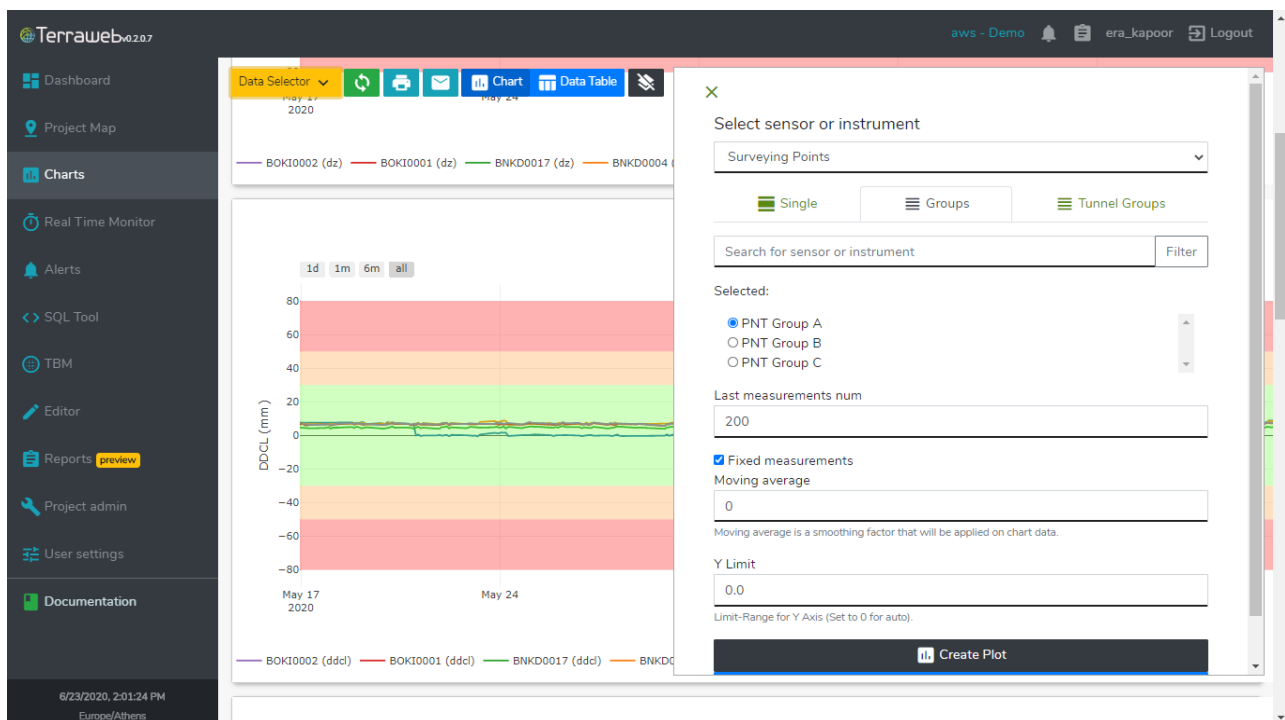 Terrawebv0.2.0.7
aws - Demo
era_kapoor
Logout
Dashboard
Project Map
Charts
Real Time Monitor
Alerts
SQL Tool
TBM
Editor
Reports preview
Project admin
User settings
Documentation
6/23/2020, 2:01:24 PM
Europe/Athens
Data Selector
Chart
Data Table
May 17
May 24
2020
BOKI0002 (dz)
BOKI0001 (dz)
BNKD0017 (dz)
BNKD0004
1d 1m 6m all
DDCL (mm)
80
60
40
20
0
−20
−40
−60
−80
May 17
May 24
2020
BOKI0002 (ddcl)
BOKI0001 (ddcl)
BNKD0017 (ddcl)
Select sensor or instrument
Surveying Points
Single
Groups
Tunnel Groups
Search for sensor or instrument
Filter
Selected:
PNT Group A
PNT Group B
PNT Group C
Last measurements num
200
Fixed measurements
Moving average
0
Moving average is a smoothing factor that will be applied on chart data.
Y Limit
0.0
Limit-Range for Y Axis (Set to 0 for auto).
Create Plot